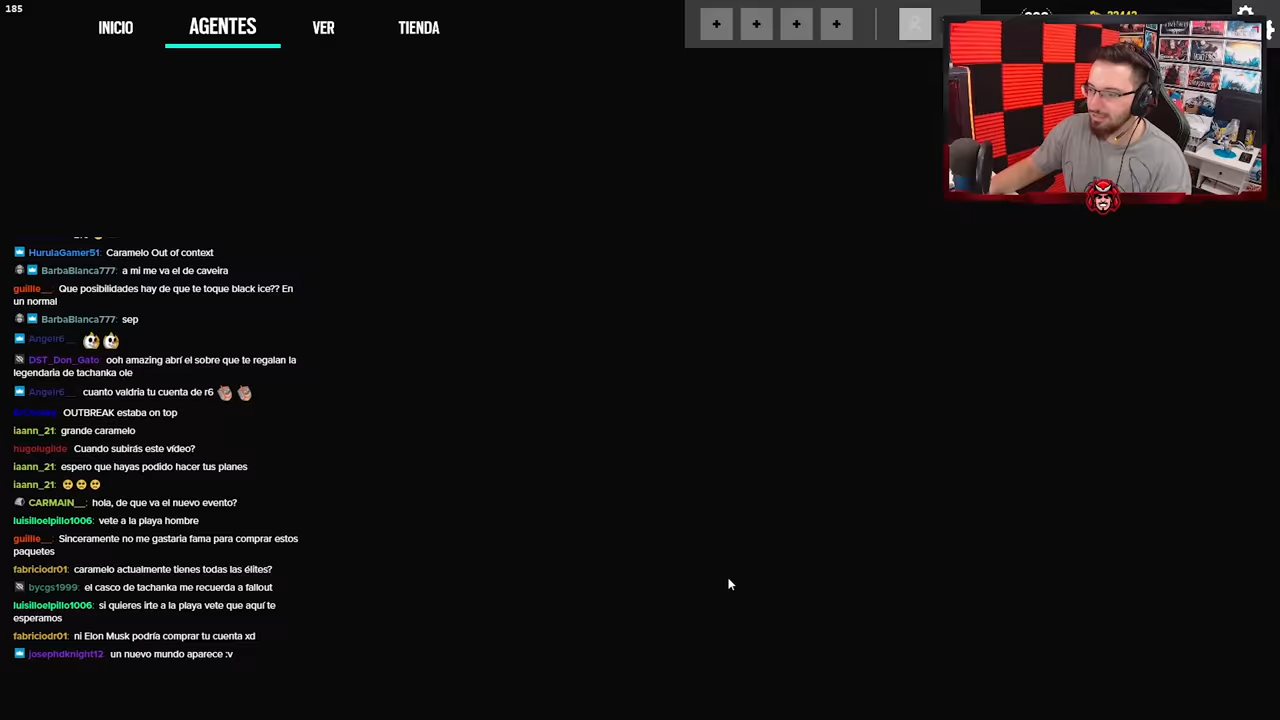 185
INICIO AGENTES VER TIENDA
HurulaGamer51: Caramelo Out of context
BarbaBlanca777: a mi me va el de caveira
guillie__: Que posibilidades hay de que te toque black ice?? En
un normal
BarbaBlanca777: sep
Angelr6__:
DST_Don_Gato: ooh amazing abrí el sobre que te regalan la
legendaria de tachanka ole
Angelr6__: cuanto valdria tu cuenta de r6
OUTBREAK estaba on top
iaann_21: grande caramelo
hugoluglide: Cuando subirás este vídeo?
iaann_21: espero que hayas podido hacer tus planes
iaann_21:
CARMAIN__: hola, de que va el nuevo evento?
luisilloelpillo1006: vete a la playa hombre
guillie__: Sinceramente no me gastaria fama para comprar estos
paquetes
fabriciodr01: caramelo actualmente tienes todas las élites?
bycgs1999: el casco de tachanka me recuerda a fallout
luisilloelpillo1006: si quieres irte a la playa vete que aquí te
esperamos
fabriciodr01: ni Elon Musk podría comprar tu cuenta xd
josephdknight12: un nuevo mundo aparece :v